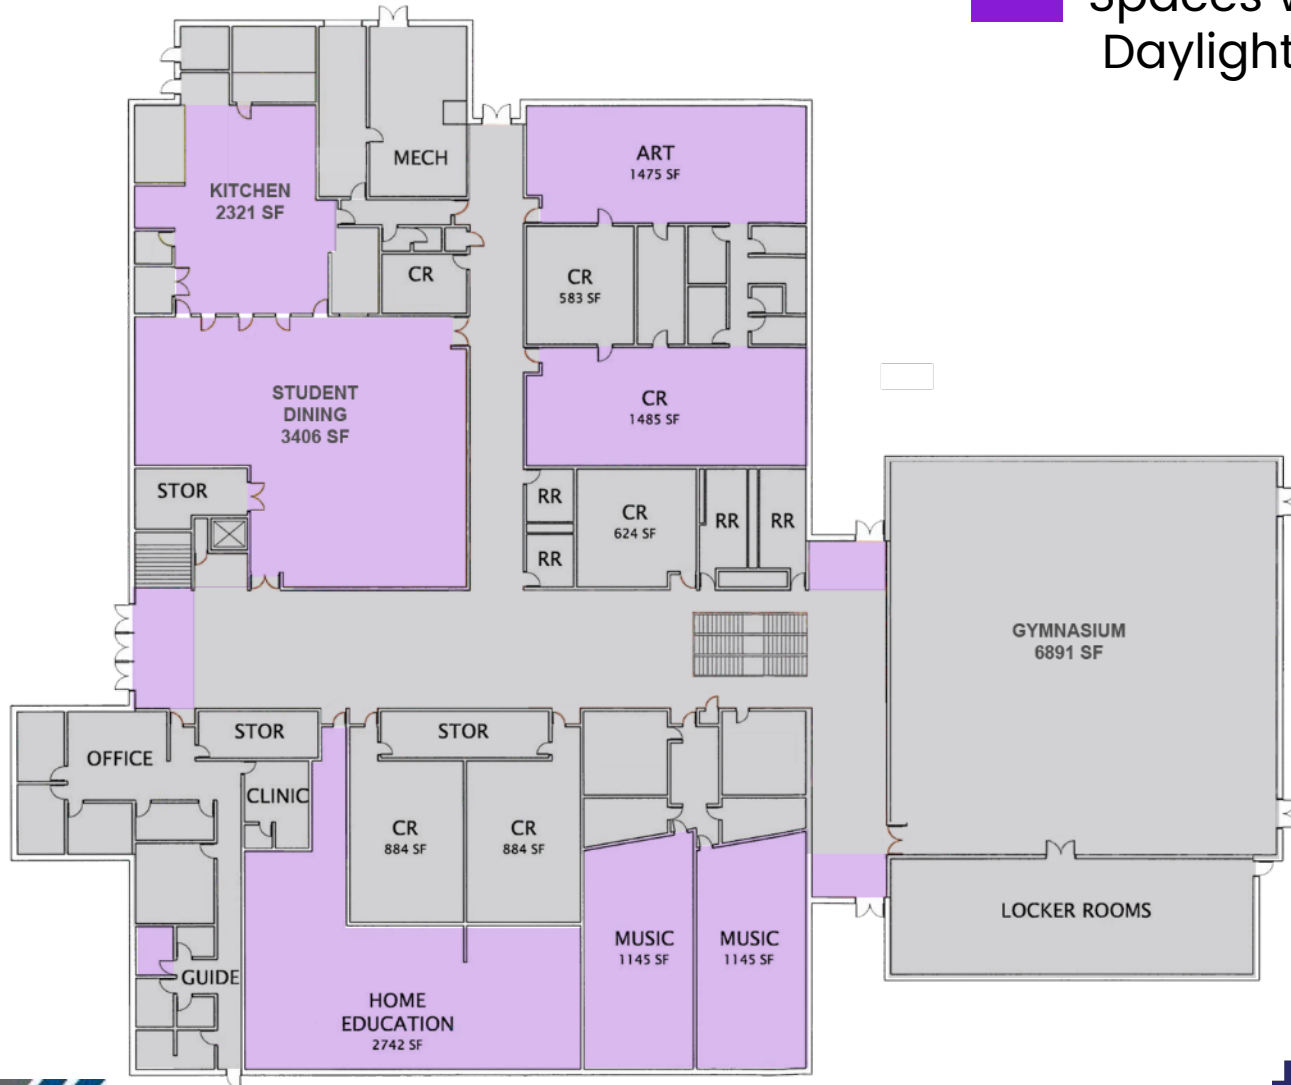 Spaces
Daylight
MECH
ART
1475 SF
KITCHEN
2321 SF
CR
CR
583 SF
STUDENT
DINING
3406 SF
CR
1485 SF
STOR
RR
CR
624 SF
RR
RR
RR
GYMNASIUM
6891 SF
OFFICE
STOR
STOR
CLINIC
CR
884 SF
CR
884 SF
LOCKER ROOMS
MUSIC
1145 SF
MUSIC
1145 SF
GUIDE
HOME
EDUCATION
2742 SF